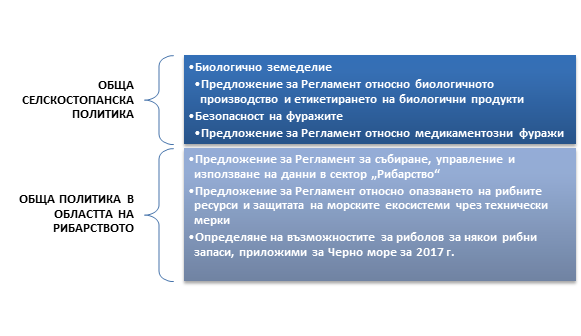 ОБЩА
СЕЛСКОСТОПАНСКА
ПОЛИТИКА
•Биологично земеделие
•Предложение за Регламент относно биологичното
производство и етикетирането на биологични продукти
•Безопасност на фуражите
•Предложение за Регламент относно медикаментозни фуражи
ОБЩА ПОЛИТИКА В
ОБЛАСТТА НА
РИБАРСТВОТО
•Предложение за Регламент за събиране, управление и
използване на данни в сектор „Рибарство“
•Предложение за Регламент относно опазването на рибните
ресурси и защитата на морските екосистеми чрез технически
мерки
•Определяне на възможностите за риболов за някои рибни
запаси, приложими за Черно море за 2017 г.